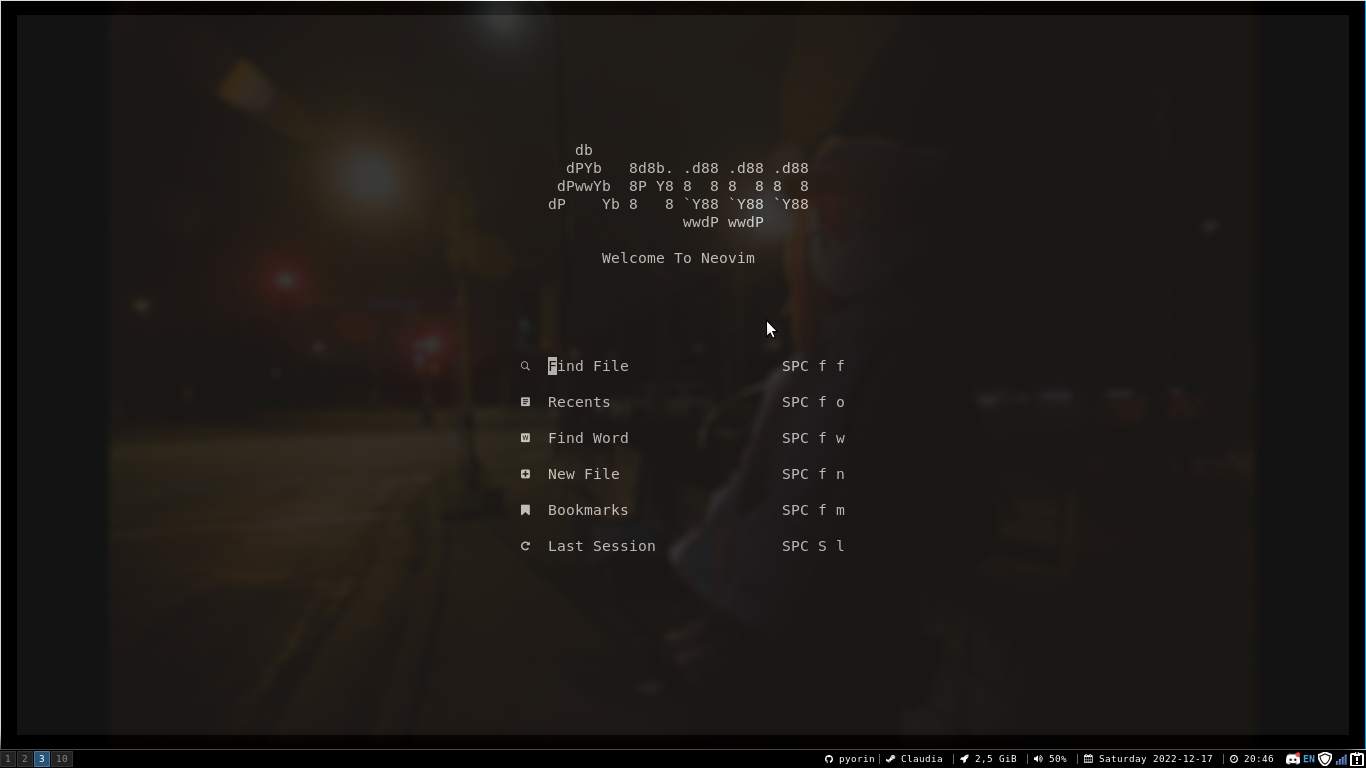 db
   dPYb   8d8b. .d88 .d88 .d88
  dPwwYb  8P Y8 8  8 8  8 8  8
 dP    Yb 8   8 `Y88 `Y88 `Y88
                wwdP wwdP
Welcome To Neovim
Find File SPC f f
Recents SPC f o
Find Word SPC f w
New File SPC f n
Bookmarks SPC f m
Last Session SPC S l
1 2 3 10 pyorin | Claudia | 2,5 GiB | 50% | Saturday 2022-12-17 | 20:46 EN